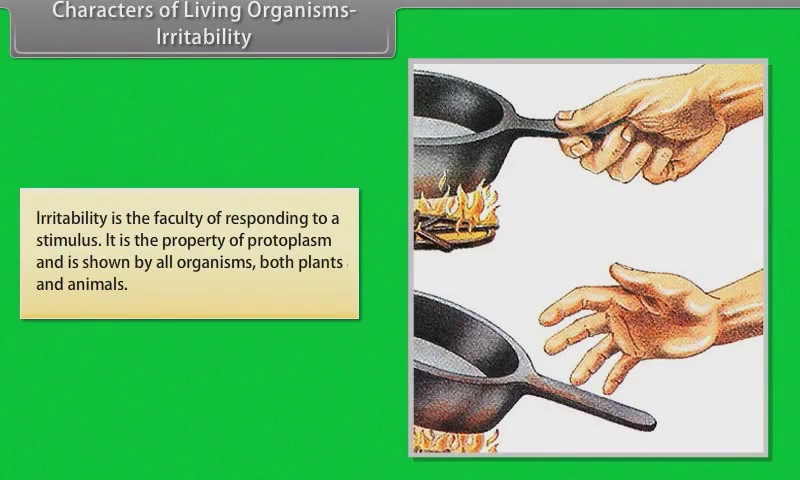 Characters of Living Organisms-
Irritability
Irritability is the faculty of responding to a
stimulus. It is the property of protoplasm
and is shown by all organisms, both plants
and animals.